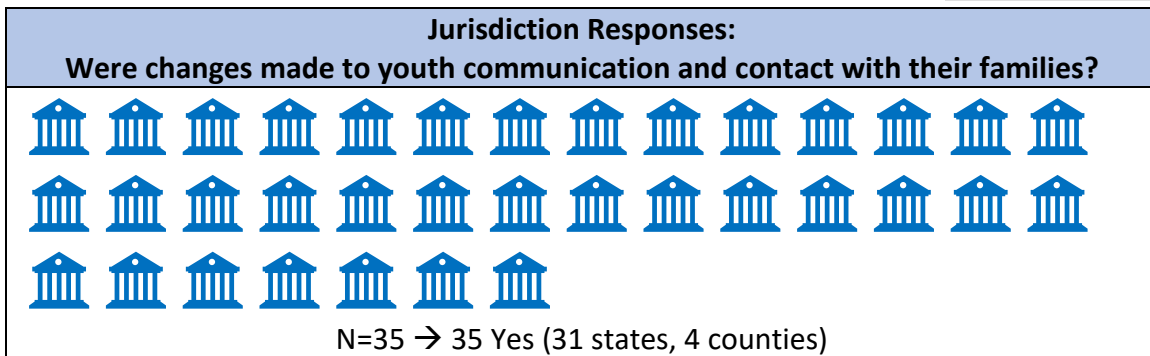 Jurisdiction Responses:
Were changes made to youth communication and contact with their families?
N=35 → 35 Yes (31 states, 4 counties)